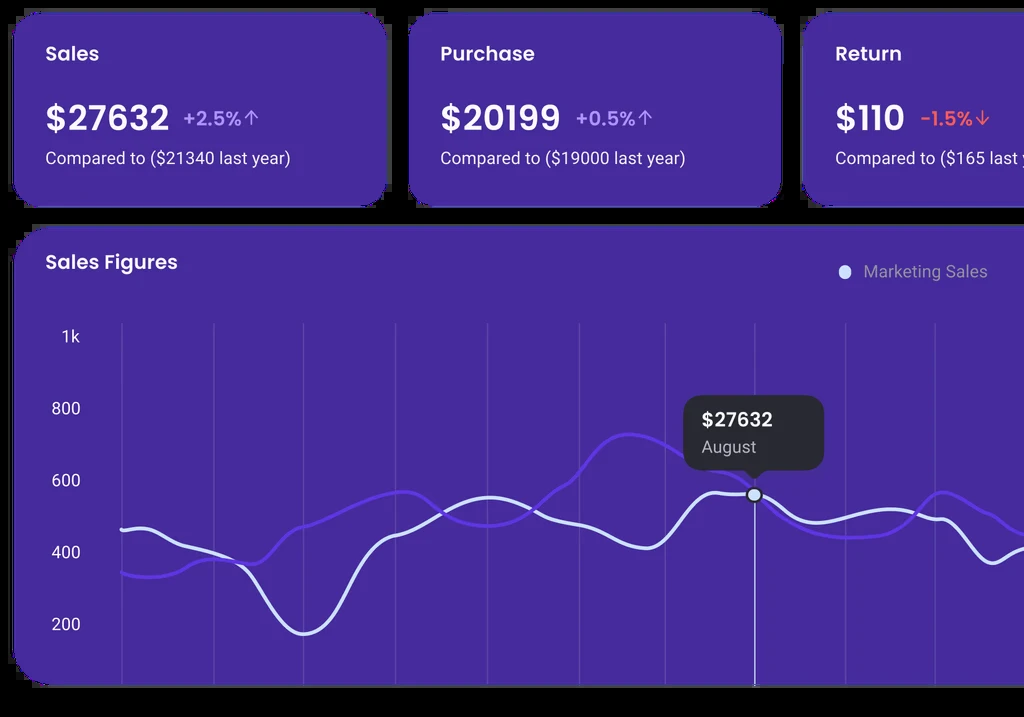 Sales
$27632 +2.5%↑
Compared to ($21340 last year)
Purchase
$20199 +0.5%↑
Compared to ($19000 last year)
Return
$110 -1.5%↓
Compared to ($165 last
Sales Figures
Marketing Sales
1k
800
600
400
200
$27632
August